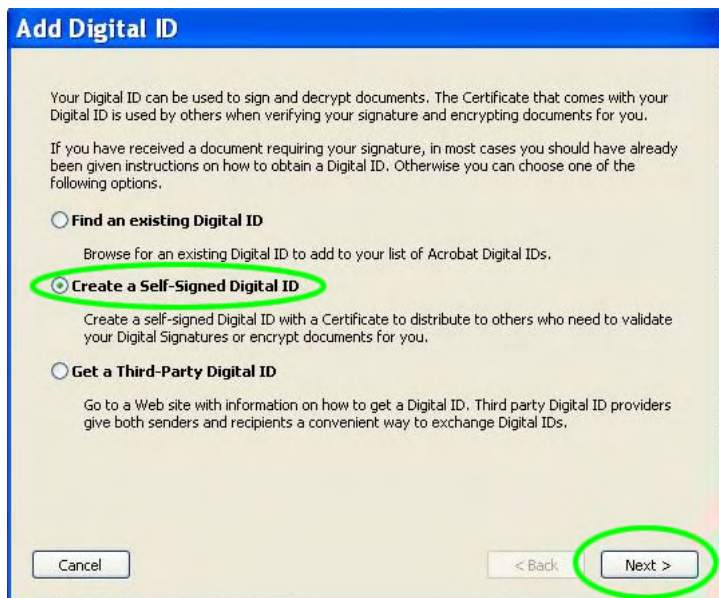 Add Digital ID
Your Digital ID can be used to sign and decrypt documents. The Certificate that comes with your
Digital ID is used by others when verifying your signature and encrypting documents for you.
If you have received a document requiring your signature, in most cases you should have already
been given instructions on how to obtain a Digital ID. Otherwise you can choose one of the
following options.
Find an existing Digital ID
Browse for an existing Digital ID to add to your list of Acrobat Digital IDs.
Create a Self-Signed Digital ID
Create a self-signed Digital ID with a Certificate to distribute to others who need to validate
your Digital Signatures or encrypt documents for you.
Get a Third-Party Digital ID
Go to a Web site with information on how to get a Digital ID. Third party Digital ID providers
give both senders and recipients a convenient way to exchange Digital IDs.
Cancel < Back Next >